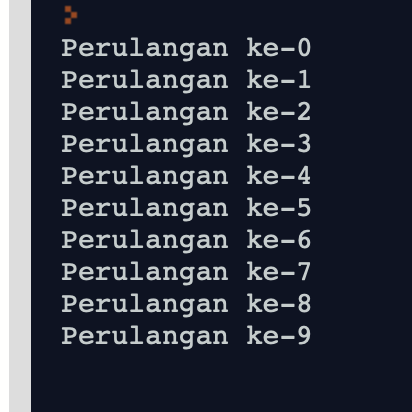 Perulangan ke-0
Perulangan ke-1
Perulangan ke-2
Perulangan ke-3
Perulangan ke-4
Perulangan ke-5
Perulangan ke-6
Perulangan ke-7
Perulangan ke-8
Perulangan ke-9